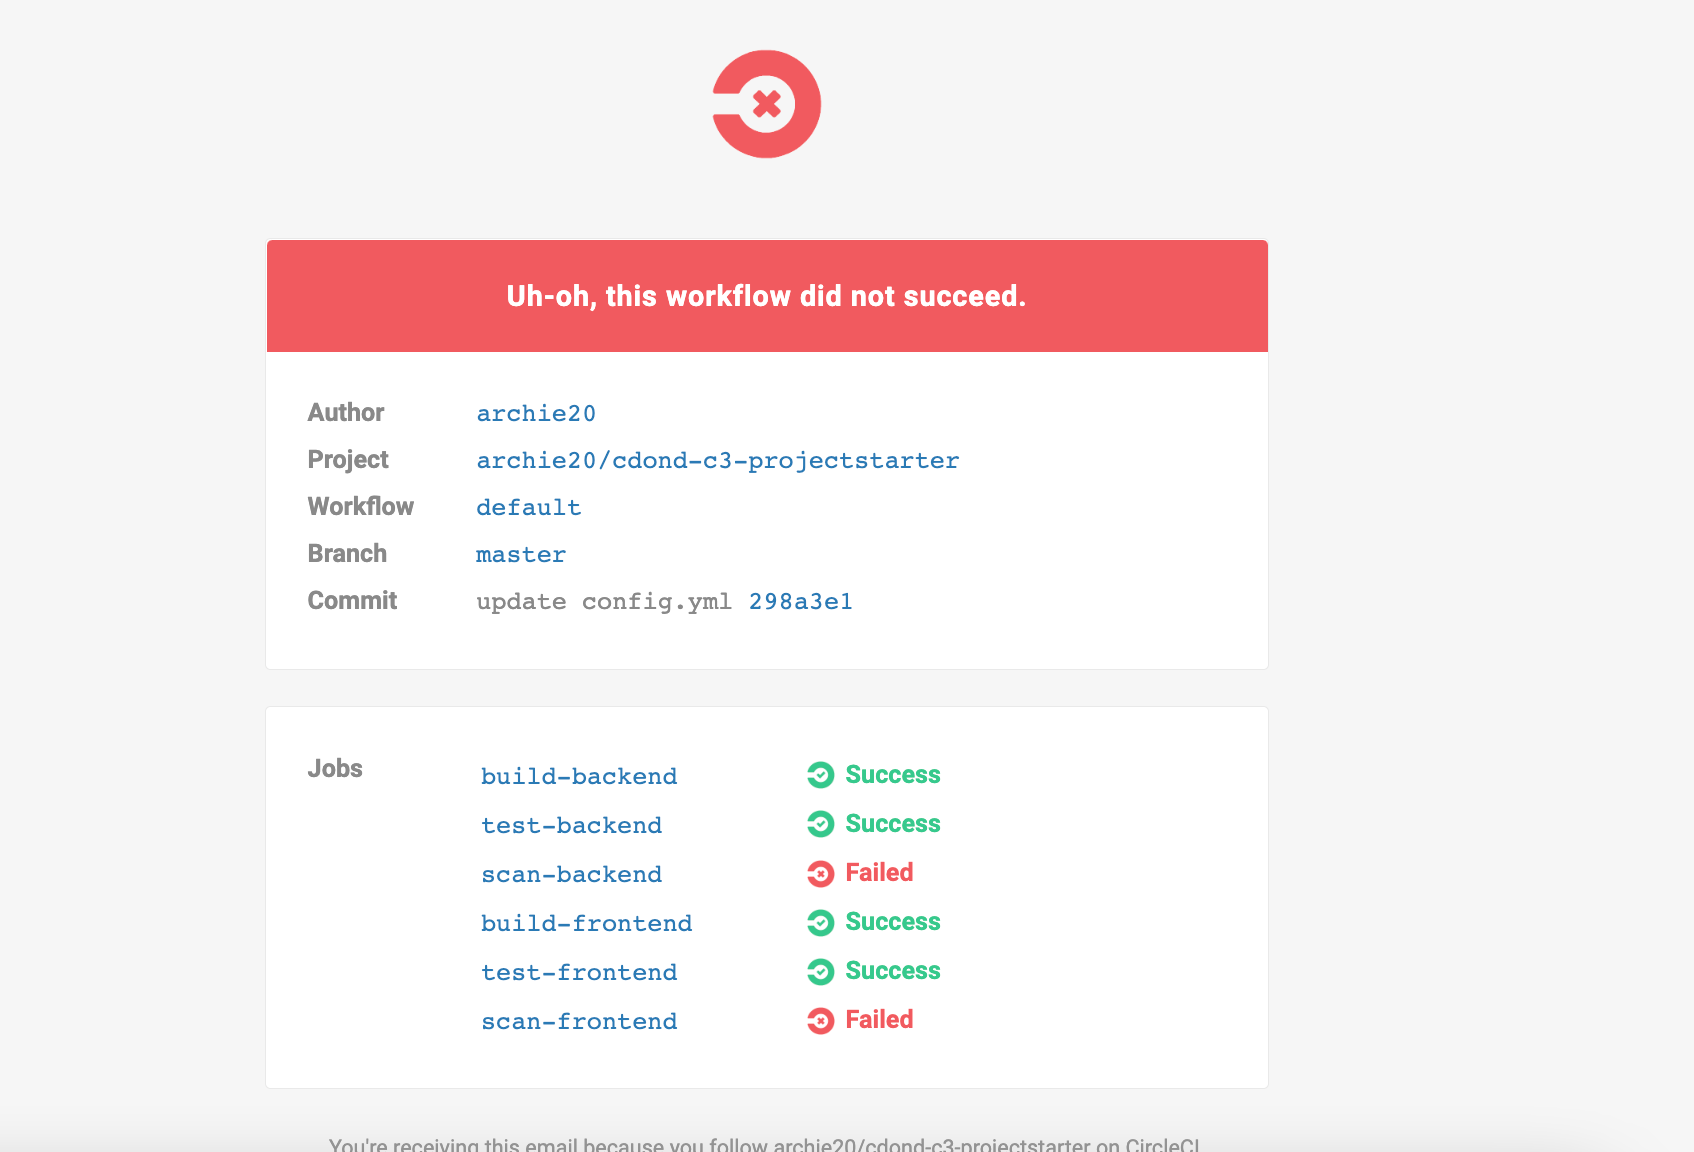 Uh-oh, this workflow did not succeed.
Author archie20
Project archie20/cdond-c3-projectstarter
Workflow default
Branch master
Commit update config.yml 298a3e1
Jobs build-backend Success
test-backend Success
scan-backend Failed
build-frontend Success
test-frontend Success
scan-frontend Failed
You're receiving this email because you follow archie20/cdond-c3-projectstarter on CircleCI